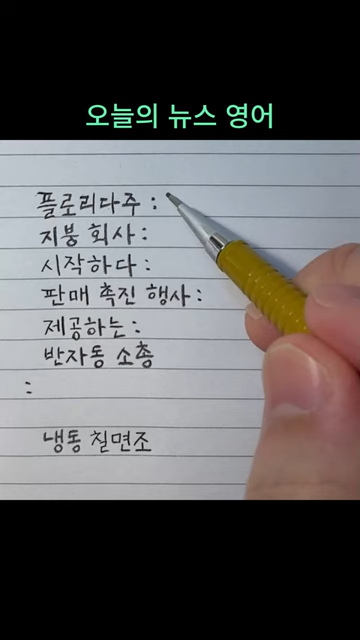 오늘의 뉴스 영어
플로리다주 :
지붕 회사 :
시작하다 :
판매 촉진 행사 :
제공하는 :
반자동 소총
:
냉동 칠면조